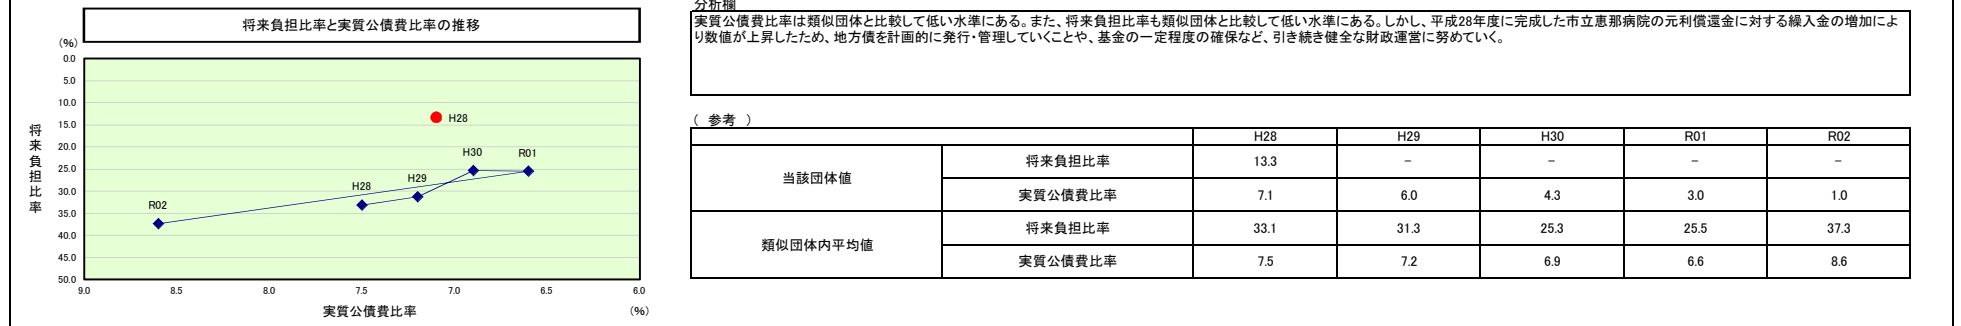 将来負担比率と実質公債費比率の推移
(%)
0.0
5.0
10.0
15.0
20.0
25.0
30.0
35.0
40.0
45.0
50.0
将来負担比率
H28
H30
R01
H28
H29
R02
9.0 8.5 8.0 7.5 7.0 6.5 6.0
実質公債費比率
(%)
分析欄
実質公債費比率は類似団体と比較して低い水準にある。また、将来負担比率も類似団体と比較して低い水準にある。しかし、平成28年度に完成した市立恵那病院の元利償還金に対する繰入金の増加によ
り数値が上昇したため、地方債を計画的に発行・管理していくことや、基金の一定程度の確保など、引き続き健全な財政運営に努めていく。
( 参考 )
H28 H29 H30 R01 R02
当該団体値
将来負担比率 13.3 － － － －
実質公債費比率 7.1 6.0 4.3 3.0 1.0
類似団体内平均値
将来負担比率 33.1 31.3 25.3 25.5 37.3
実質公債費比率 7.5 7.2 6.9 6.6 8.6